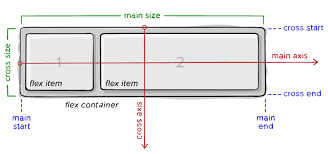 main size
cross start
cross size
1
2
main axis
flex item
flex item
cross end
flex container
cross axis
main
start
main
end